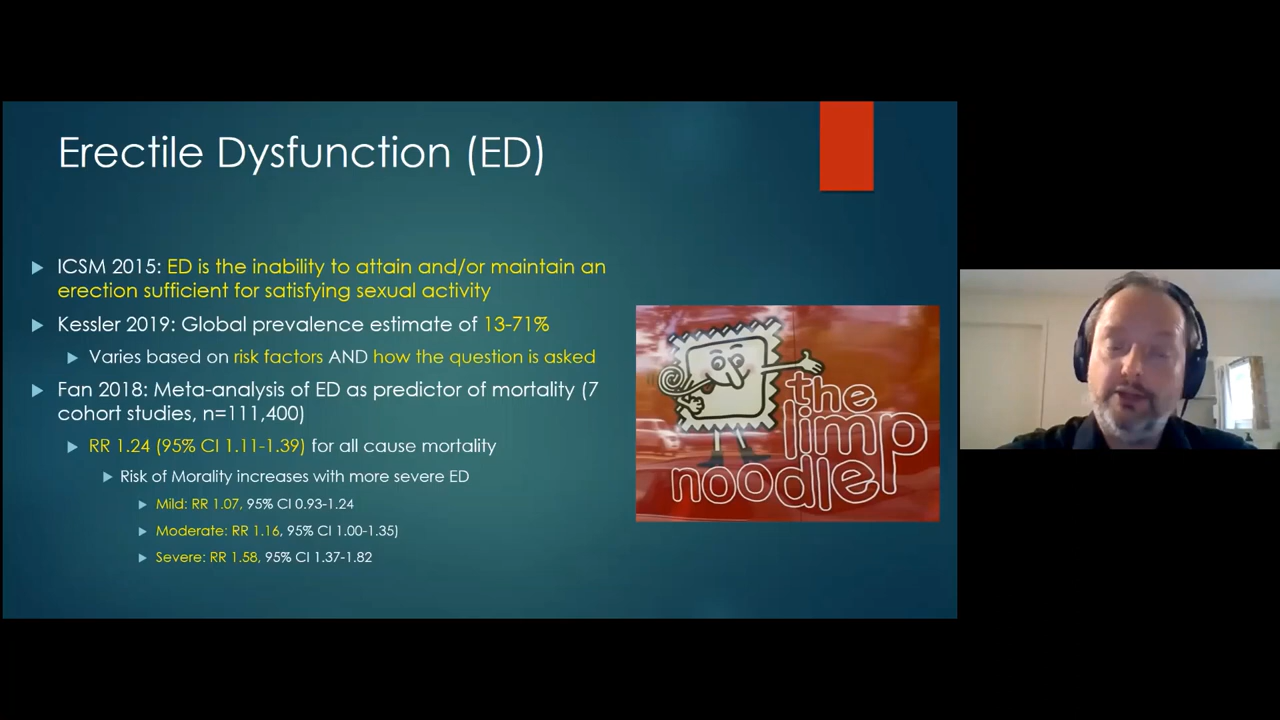 Erectile Dysfunction (ED)
ICSM 2015: ED is the inability to attain and/or maintain an
erection sufficient for satisfying sexual activity
Kessler 2019: Global prevalence estimate of 13-71%
Varies based on risk factors AND how the question is asked
Fan 2018: Meta-analysis of ED as predictor of mortality (7
cohort studies, n=111,400)
RR 1.24 (95% CI 1.11-1.39) for all cause mortality
Risk of Morality increases with more severe ED
Mild: RR 1.07, 95% CI 0.93-1.24
Moderate: RR 1.16, 95% CI 1.00-1.35)
Severe: RR 1.58, 95% CI 1.37-1.82
the
limp
noodle